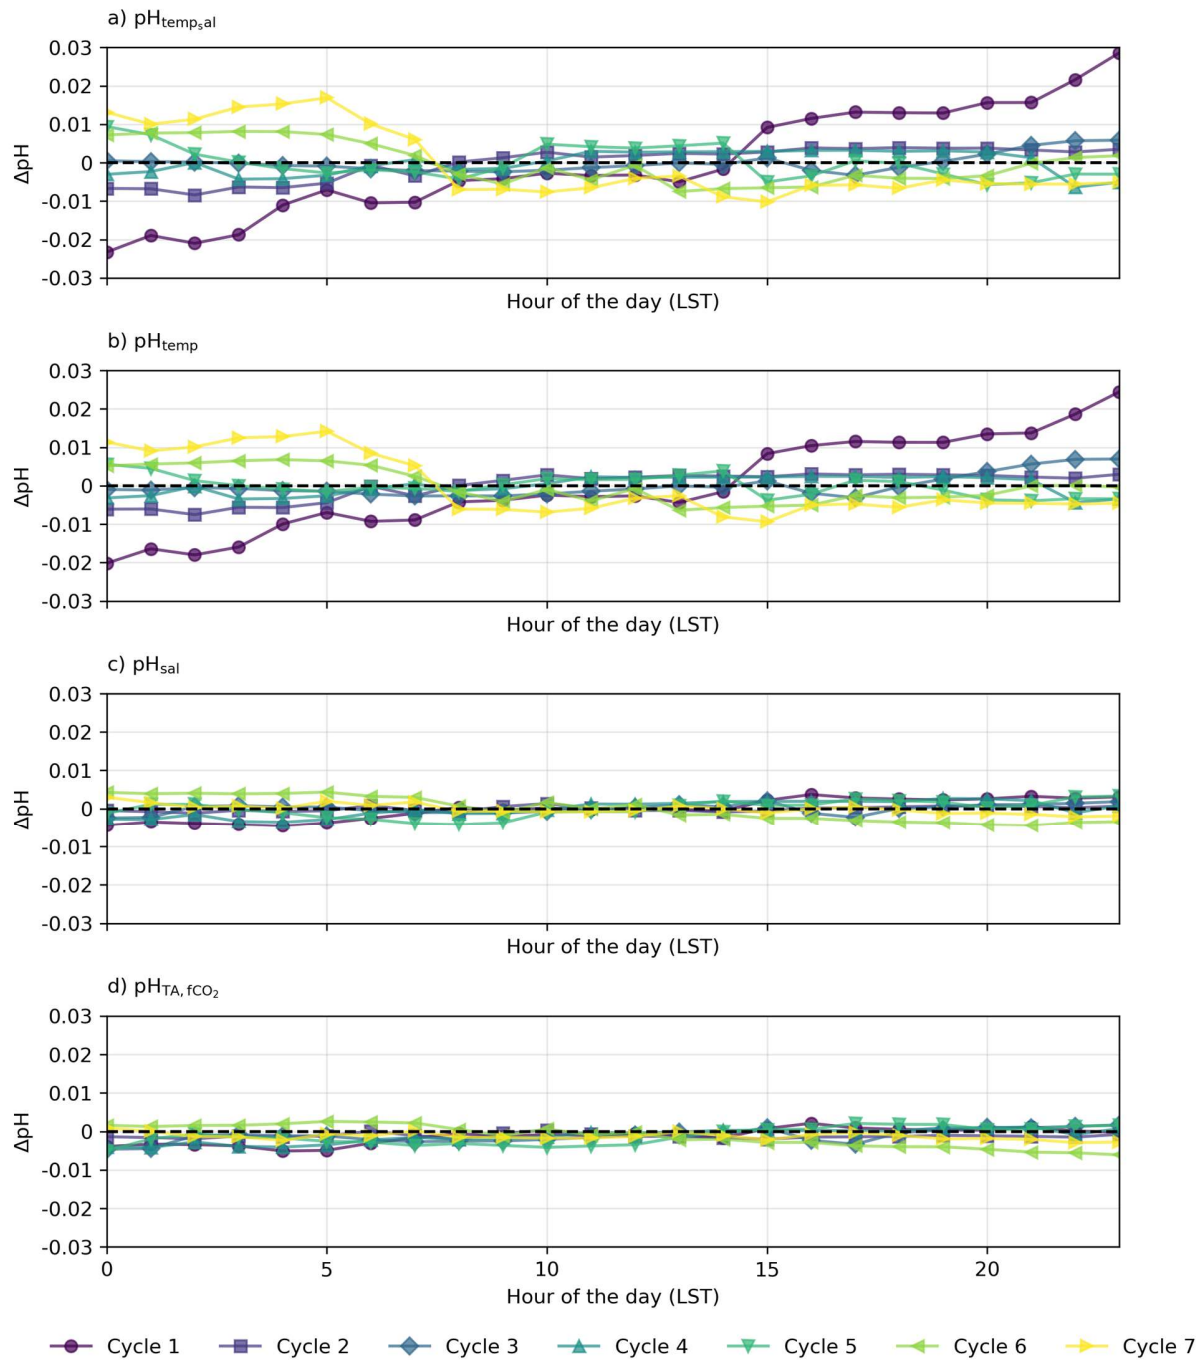 a) pHtempsal
0.03
0.02
0.01
0
-0.01
-0.02
-0.03
ΔpH
Hour of the day (LST)
b) pHtemp
0.03
0.02
0.01
0
-0.01
-0.02
-0.03
ΔpH
Hour of the day (LST)
c) pHsal
0.03
0.02
0.01
0
-0.01
-0.02
-0.03
ΔpH
Hour of the day (LST)
d) pHTA, fCO2
0.03
0.02
0.01
0
-0.01
-0.02
-0.03
ΔpH
0 5 10 15 20
Hour of the day (LST)
Cycle 1 Cycle 2 Cycle 3 Cycle 4 Cycle 5 Cycle 6 Cycle 7